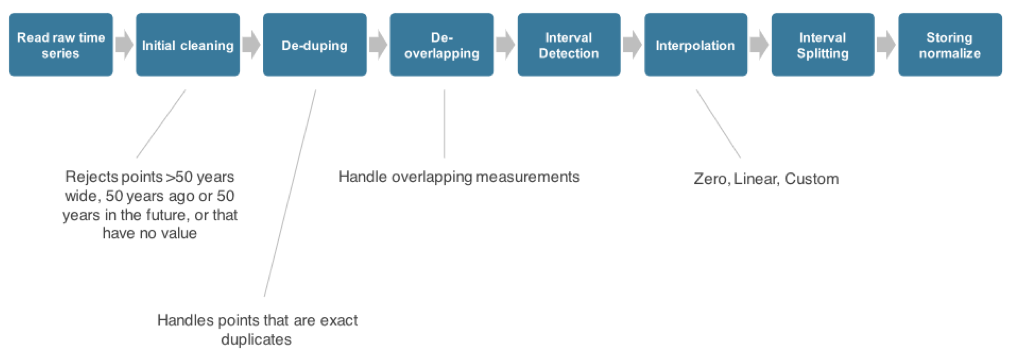 Read raw time
series
Initial cleaning
De-duping
De-
overlapping
Interval
Detection
Interpolation
Interval
Splitting
Storing
normalize
Rejects points >50 years
wide, 50 years ago or 50
years in the future, or that
have no value
Handle overlapping measurements
Zero, Linear, Custom
Handles points that are exact
duplicates